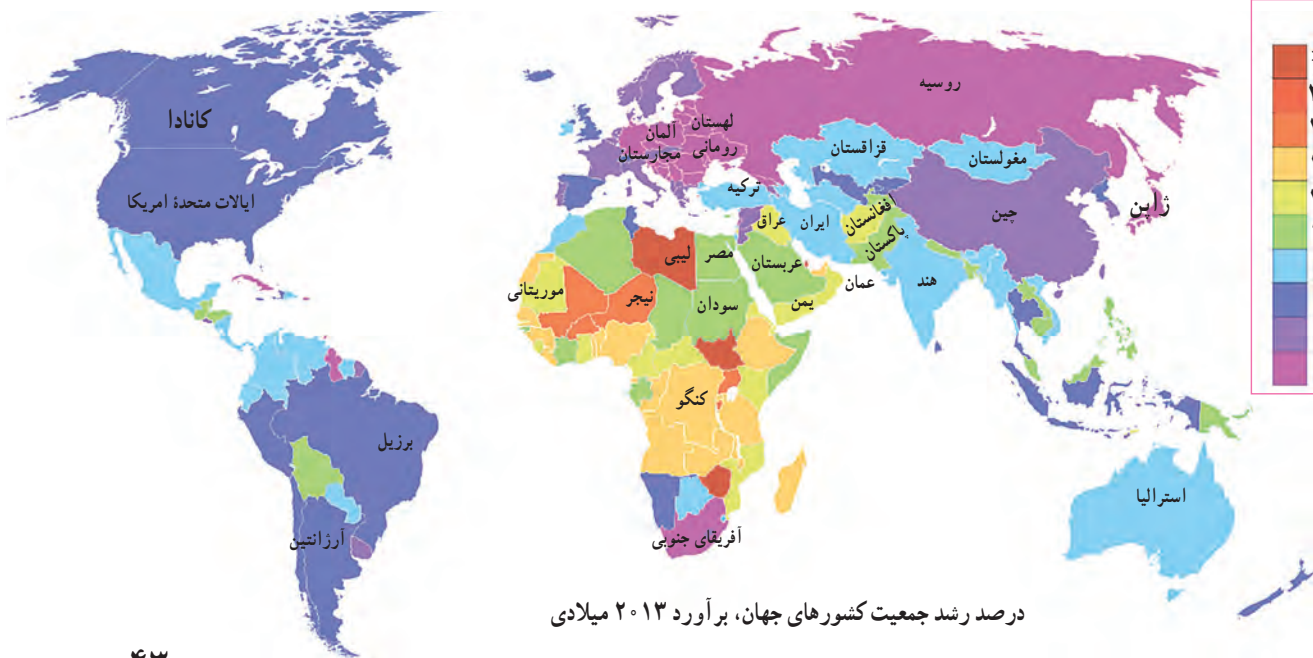 روسیه
کانادا
لهستان
آلمان
رومانی
مجارستان
قزاقستان
مغولستان
ترکیه
ایالات متحدۀ امریکا
چین
ژاپن
افغانستان
عراق
ایران
پاکستان
لیبی
مصر
عربستان
عمان
هند
موریتانی
نیجر
سودان
یمن
کنگو
برزیل
استرالیا
آرژانتین
آفریقای جنوبی
درصد رشد جمعیت کشورهای جهان، برآورد ۲۰۱۳ میلادی